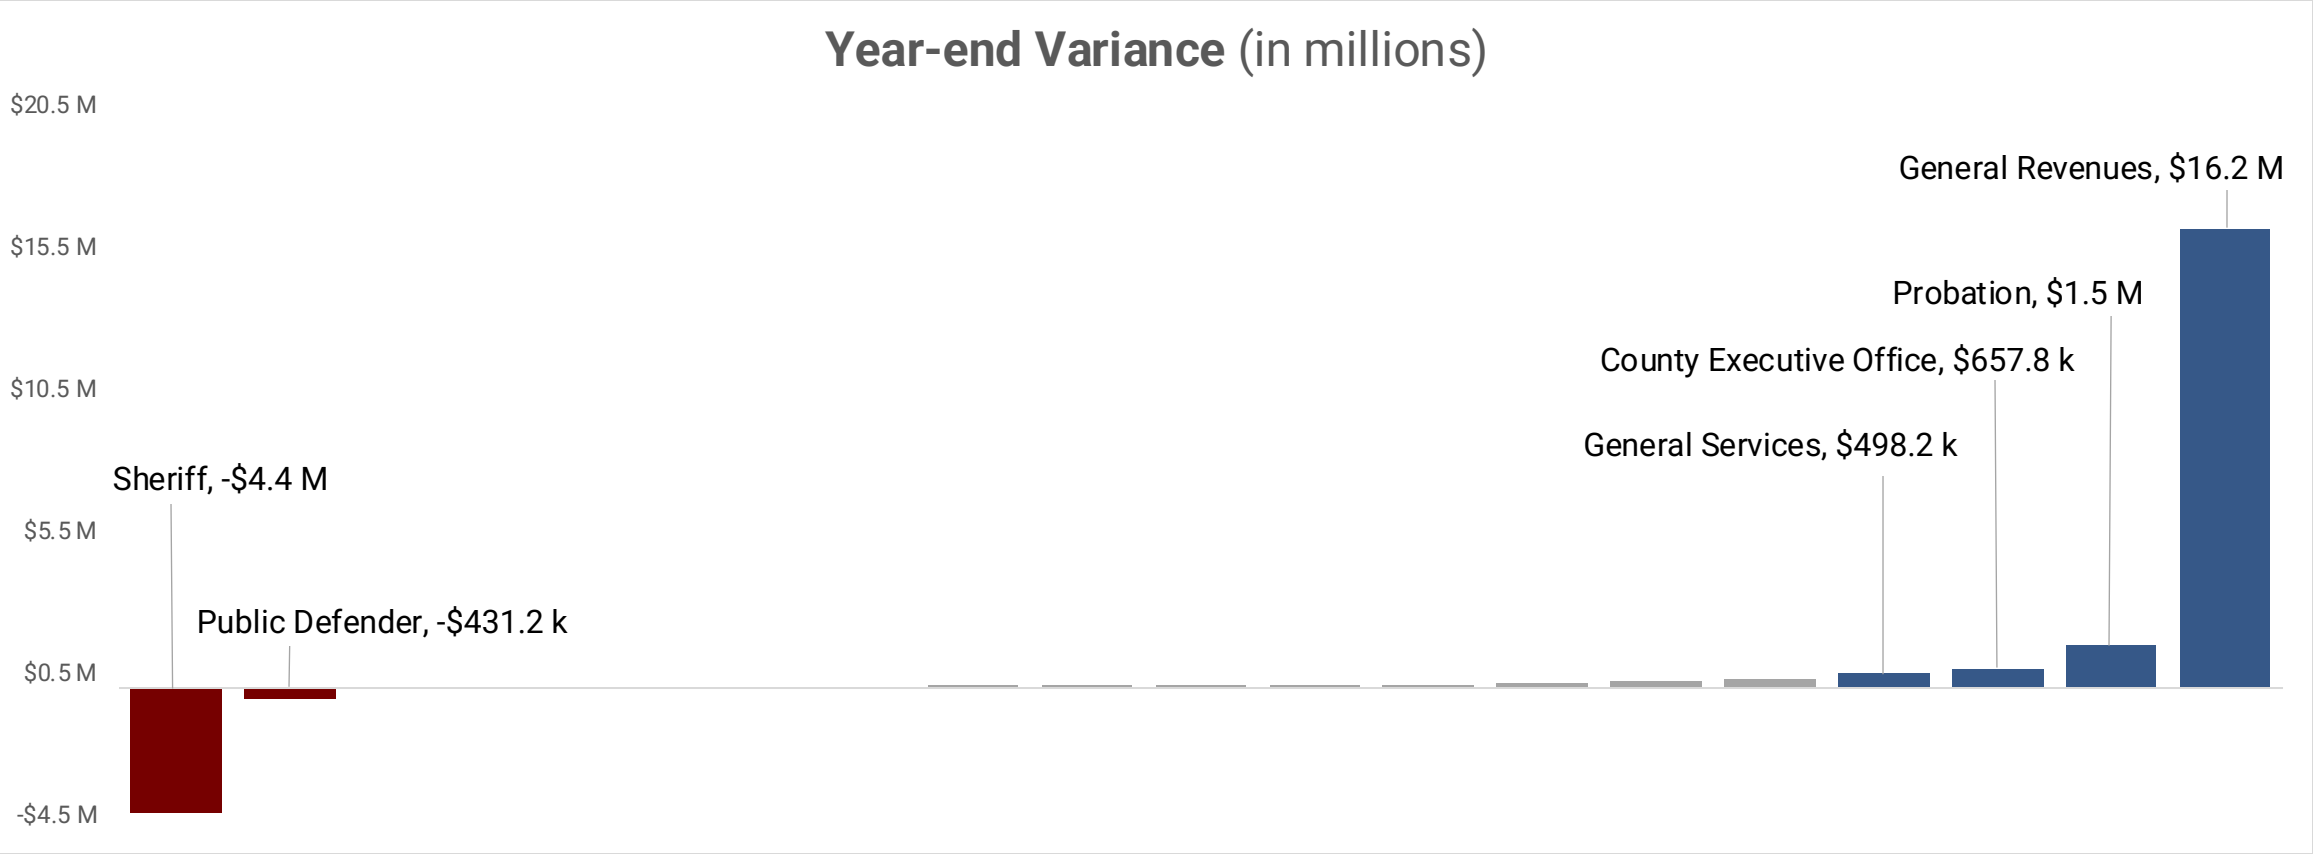 Year-end Variance (in millions)
$20.5 M
General Revenues, $16.2 M
$15.5 M
Probation, $1.5 M
County Executive Office, $657.8 k
$10.5 M
General Services, $498.2 k
Sheriff, -$4.4 M
$5.5 M
Public Defender, -$431.2 k
$0.5 M
-$4.5 M